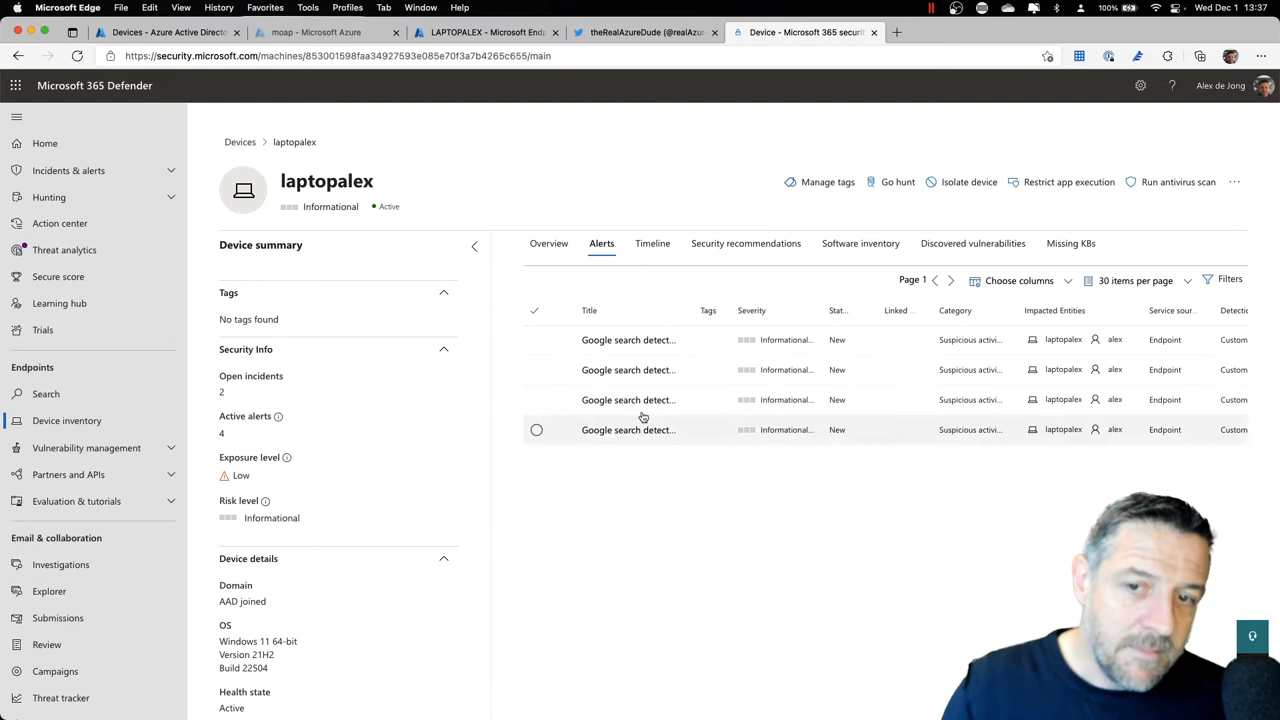 Microsoft Edge File Edit View History Favorites Tools Profiles Tab Window Help 100% Wed Dec 1 13:37
Devices - Azure Active Directo
moap - Microsoft Azure
LAPTOPALEX - Microsoft Endp
theRealAzureDude (@realAzure
Device - Microsoft 365 securit
https://security.microsoft.com/machines/853001598faa34927593e085e70f3a7b4265c655/main
Microsoft 365 Defender
Alex de Jong
Home
Incidents & alerts
Hunting
Action center
Threat analytics
Secure score
Learning hub
Trials
Endpoints
Search
Device inventory
Vulnerability management
Partners and APIs
Evaluation & tutorials
Email & collaboration
Investigations
Explorer
Submissions
Review
Campaigns
Threat tracker
Devices > laptopalex
laptopalex
Informational Active
Manage tags Go hunt Isolate device Restrict app execution Run antivirus scan ...
Device summary
Tags
No tags found
Security Info
Open incidents
2
Active alerts
4
Exposure level
Low
Risk level
Informational
Device details
Domain
AAD joined
OS
Windows 11 64-bit
Version 21H2
Build 22504
Health state
Active
Overview Alerts Timeline Security recommendations Software inventory Discovered vulnerabilities Missing KBs
Page 1 Choose columns 30 items per page Filters
Title Tags Severity Stat... Linked ... Category Impacted Entities Service sour... Detectio
Google search detect... Informational... New Suspicious activi... laptopalex alex Endpoint Custom
Google search detect... Informational... New Suspicious activi... laptopalex alex Endpoint Custom
Google search detect... Informational... New Suspicious activi... laptopalex alex Endpoint Custom
Google search detect... Informational... New Suspicious activi... laptopalex alex Endpoint Custom